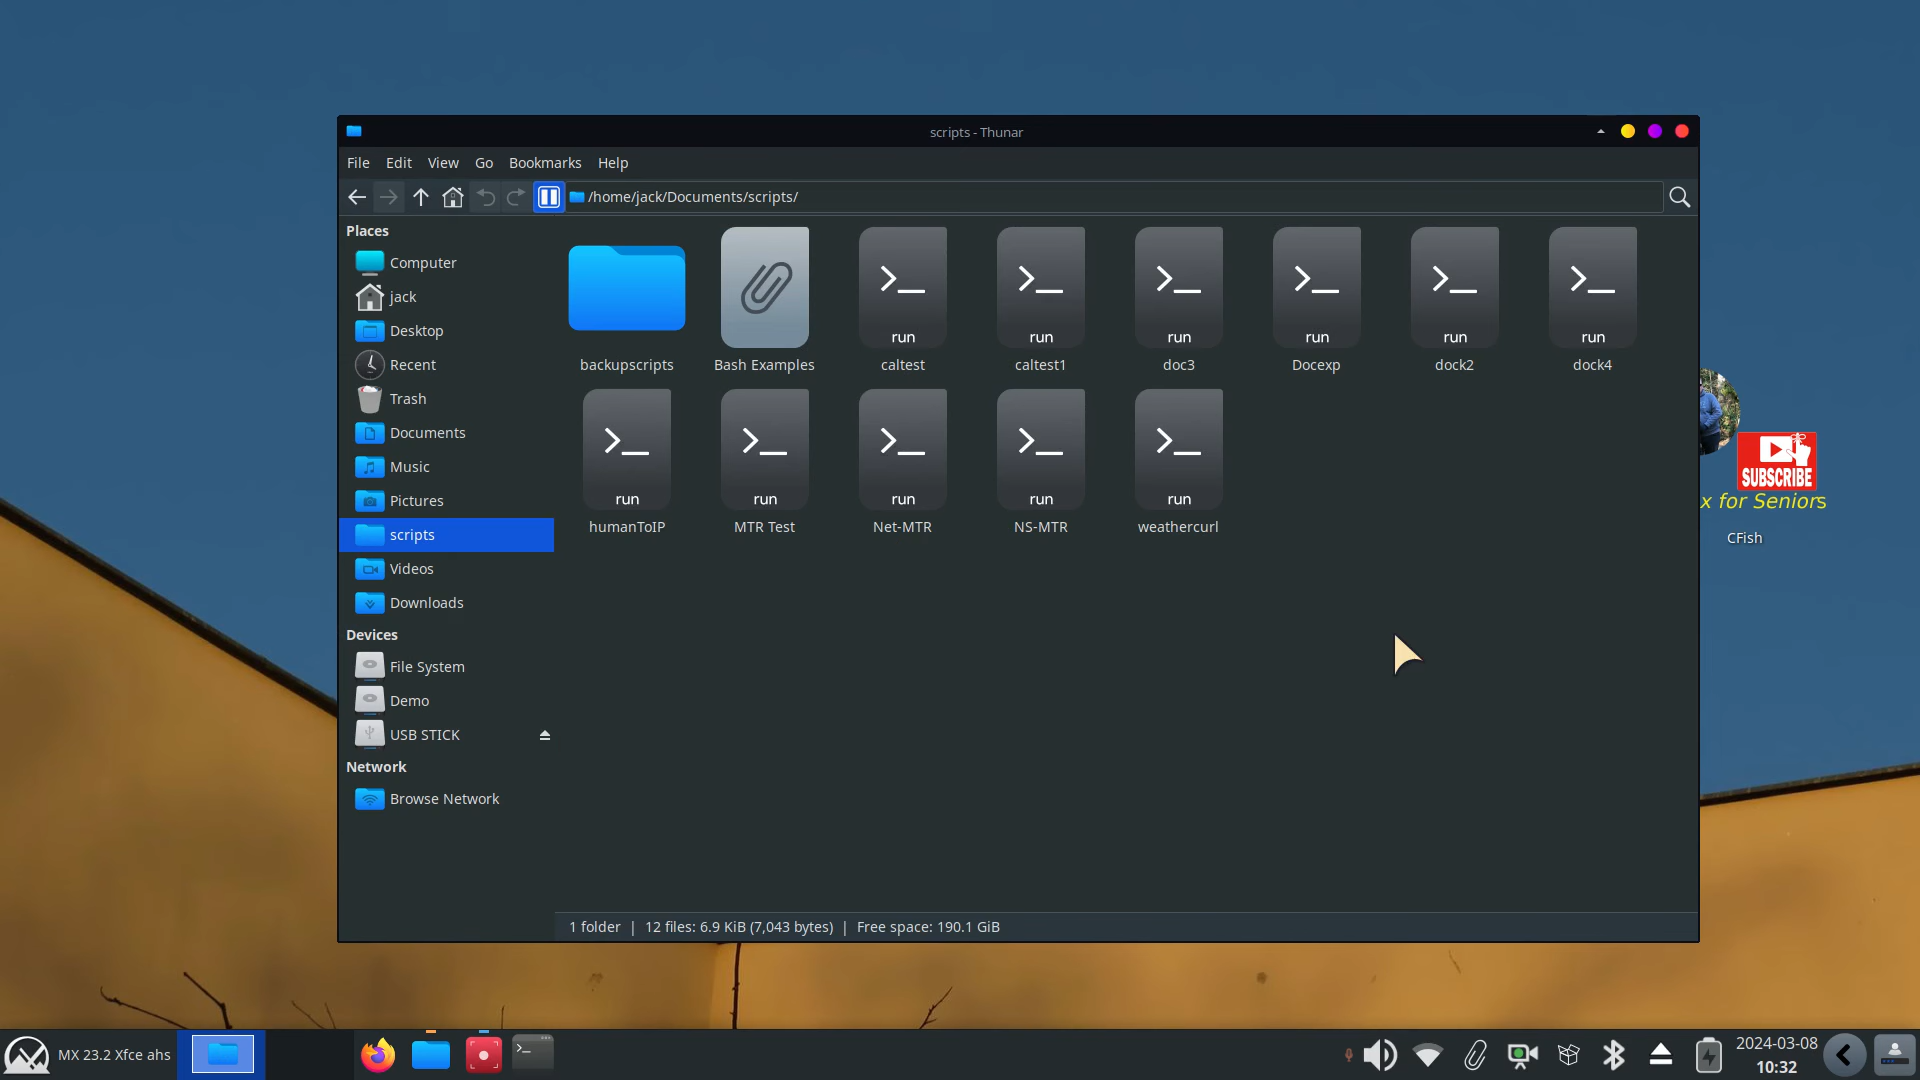 scripts - Thunar
File Edit View Go Bookmarks Help
/home/jack/Documents/scripts/
Places
Computer
jack
Desktop
Recent
Trash
Documents
Music
Pictures
scripts
Videos
Downloads
Devices
File System
Demo
USB STICK
Network
Browse Network
run run run run run run
backupscripts Bash Examples caltest caltest1 doc3 Docexp dock2 dock4
run run run run run
humanToIP MTR Test Net-MTR NS-MTR weathercurl
1 folder | 12 files: 6.9 KiB (7,043 bytes) | Free space: 190.1 GiB
SUBSCRIBE
x for Seniors
CFish
MX 23.2 Xfce ahs
2024-03-08
10:32